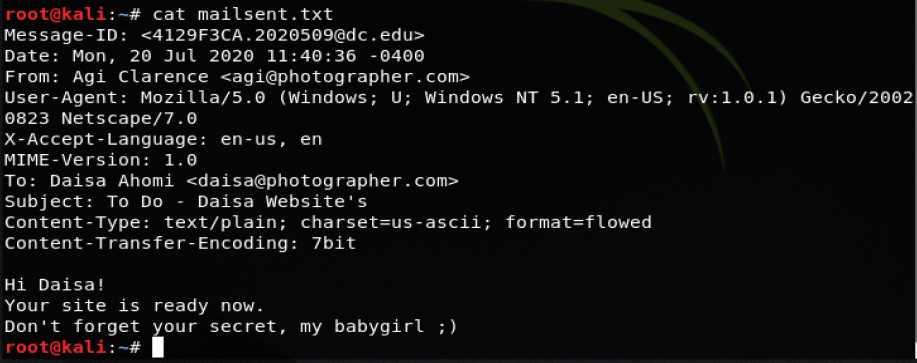 root@kali:~# cat mailsent.txt
Message-ID: <4129F3CA.2020509@dc.edu>
Date: Mon, 20 Jul 2020 11:40:36 -0400
From: Agi Clarence <agi@photographer.com>
User-Agent: Mozilla/5.0 (Windows; U; Windows NT 5.1; en-US; rv:1.0.1) Gecko/2002
0823 Netscape/7.0
X-Accept-Language: en-us, en
MIME-Version: 1.0
To: Daisa Ahomi <daisa@photographer.com>
Subject: To Do - Daisa Website's
Content-Type: text/plain; charset=us-ascii; format=flowed
Content-Transfer-Encoding: 7bit

Hi Daisa!
Your site is ready now.
Don't forget your secret, my babygirl ;)
root@kali:~#